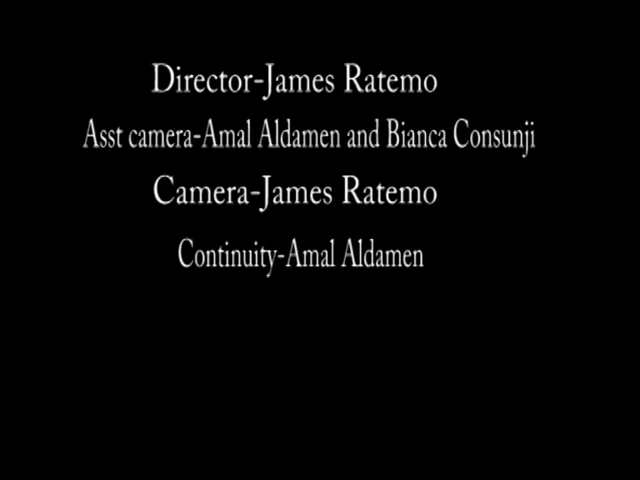 Director-James Ratemo
Asst camera-Amal Aldamen and Bianca Consunji
Camera-James Ratemo
Continuity-Amal Aldamen